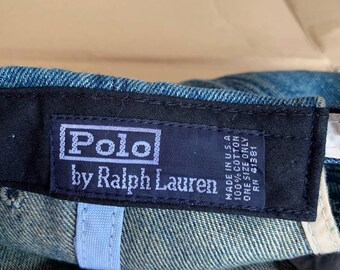 Polo
by Ralph Lauren
MADE IN U.S.A
100% COTTON
ONE SIZE ONLY
RN 41381